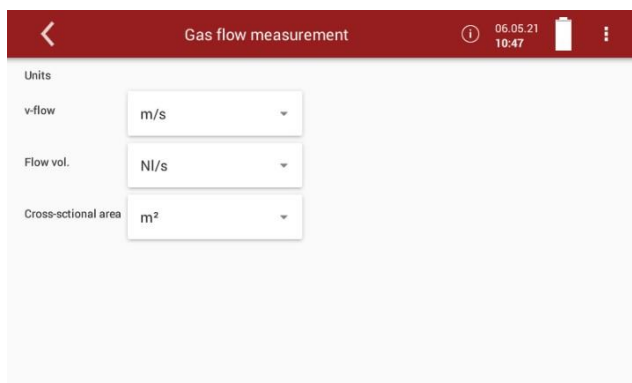 Gas flow measurement
06.05.21
10:47
Units
v-flow
m/s
Flow vol.
Nl/s
Cross-sctional area
m²